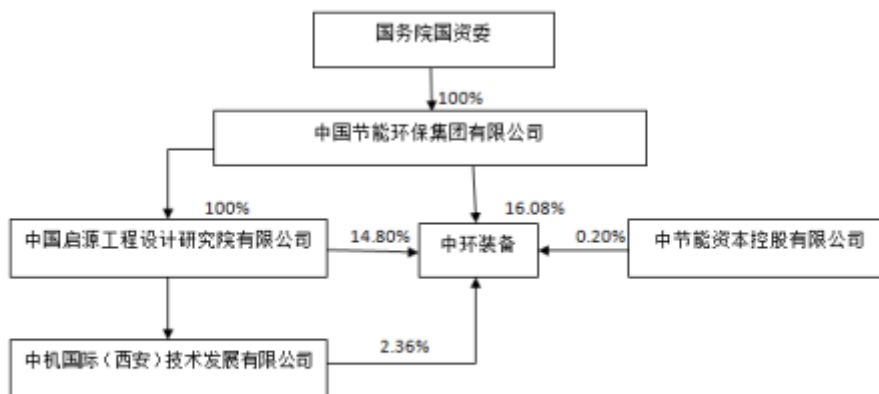 国务院国资委
100%
中国节能环保集团有限公司
100%
16.08%
中国启源工程设计研究院有限公司
14.80%
中环装备
0.20%
中节能资本控股有限公司
中机国际（西安）技术发展有限公司
2.36%